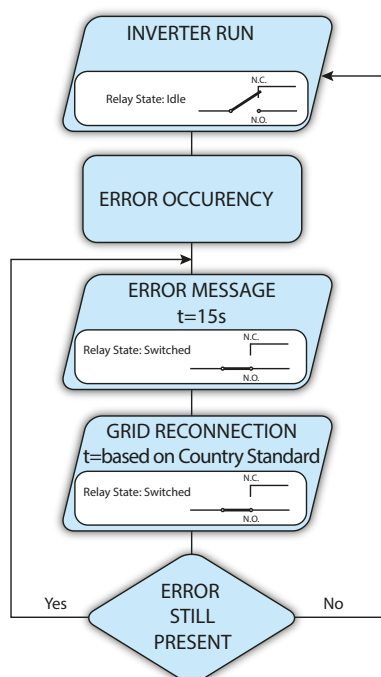 INVERTER RUN
N.C.
Relay State: Idle
N.O.
ERROR OCCURENCY
ERROR MESSAGE
t=15s
N.C.
Relay State: Switched
N.O.
GRID RECONNECTION
t=based on Country Standard
N.C.
Relay State: Switched
N.O.
Yes
ERROR
STILL
PRESENT
No